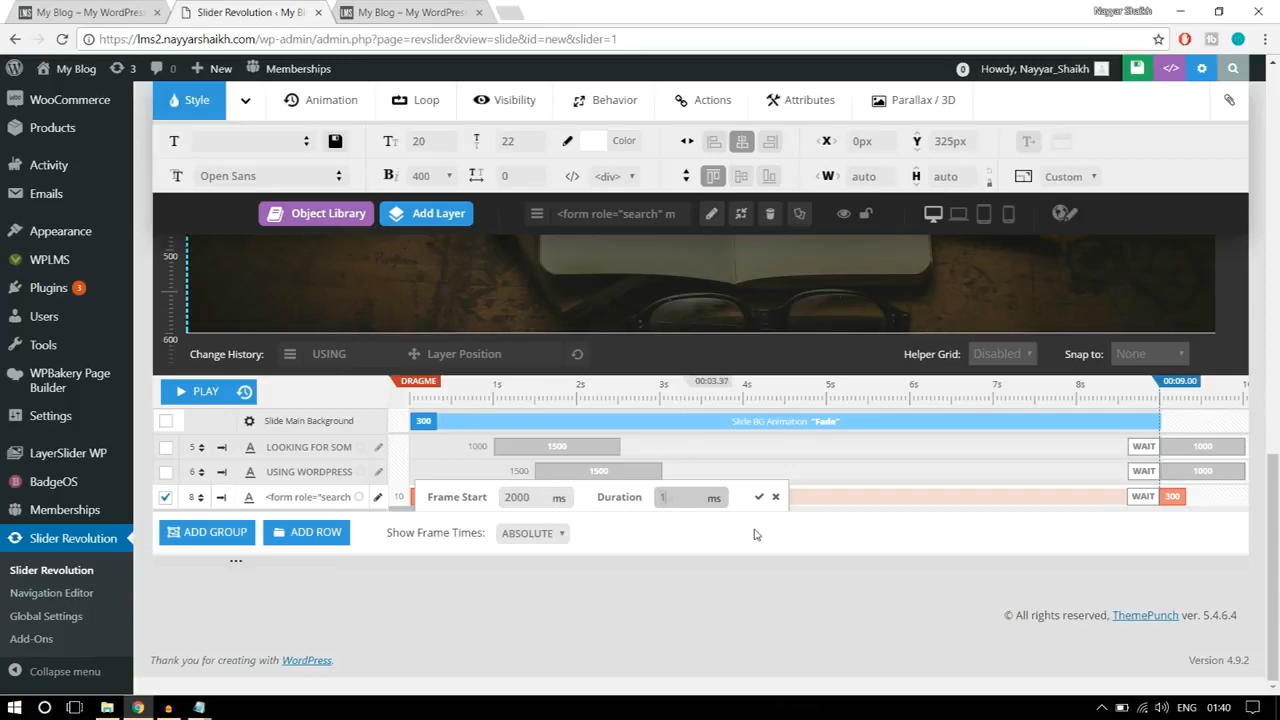 My Blog – My WordPress
Slider Revolution ‹ My B
My Blog – My WordPress
Nayyar Shaikh
https://lms2.nayyarshaikh.com/wp-admin/admin.php?page=revslider&view=slide&id=new&slider=1
My Blog 3 0 New Memberships 0 Howdy, Nayyar_Shaikh
WooCommerce
Products
Activity
Emails
Appearance
WPLMS
Plugins 3
Users
Tools
WPBakery Page
Builder
Settings
LayerSlider WP
BadgeOS
Memberships
Slider Revolution
Slider Revolution
Navigation Editor
Global Settings
Add-Ons
Collapse menu
Style Animation Loop Visibility Behavior Actions Attributes Parallax / 3D
20 22 Color X 0px Y 325px
Open Sans 400 0 <div> W auto H auto Custom
Object Library Add Layer <form role="search" m
500
600
Change History: USING Layer Position Helper Grid: Disabled Snap to: None
PLAY DRAGME 1s 2s 3s 00:03.37 4s 5s 6s 7s 8s 00:09.00
Slide Main Background 300 Slide BG Animation "Fade"
5 LOOKING FOR SOM 1000 1500 WAIT 1000
6 USING WORDPRESS 1500 1500 WAIT 1000
8 <form role="search 10 Frame Start 2000 ms Duration 1 ms WAIT 300
ADD GROUP ADD ROW Show Frame Times: ABSOLUTE
© All rights reserved, ThemePunch ver. 5.4.6.4
Thank you for creating with WordPress. Version 4.9.2
ENG 01:40